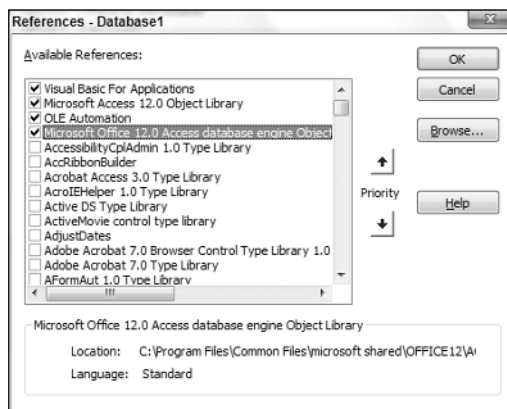 References - Database1
Available References:
Visual Basic For Applications
Microsoft Access 12.0 Object Library
OLE Automation
Microsoft Office 12.0 Access database engine Object
AccessibilityCplAdmin 1.0 Type Library
AccRibbonBuilder
Acrobat Access 3.0 Type Library
AcroIEHelper 1.0 Type Library
Active DS Type Library
ActiveMovie control type library
AdjustDates
Adobe Acrobat 7.0 Browser Control Type Library 1.0
Adobe Acrobat 7.0 Type Library
AFormAut 1.0 Type Library
Priority
OK
Cancel
Browse...
Help
Microsoft Office 12.0 Access database engine Object Library
Location: C:\Program Files\Common Files\microsoft shared\OFFICE12\A
Language: Standard